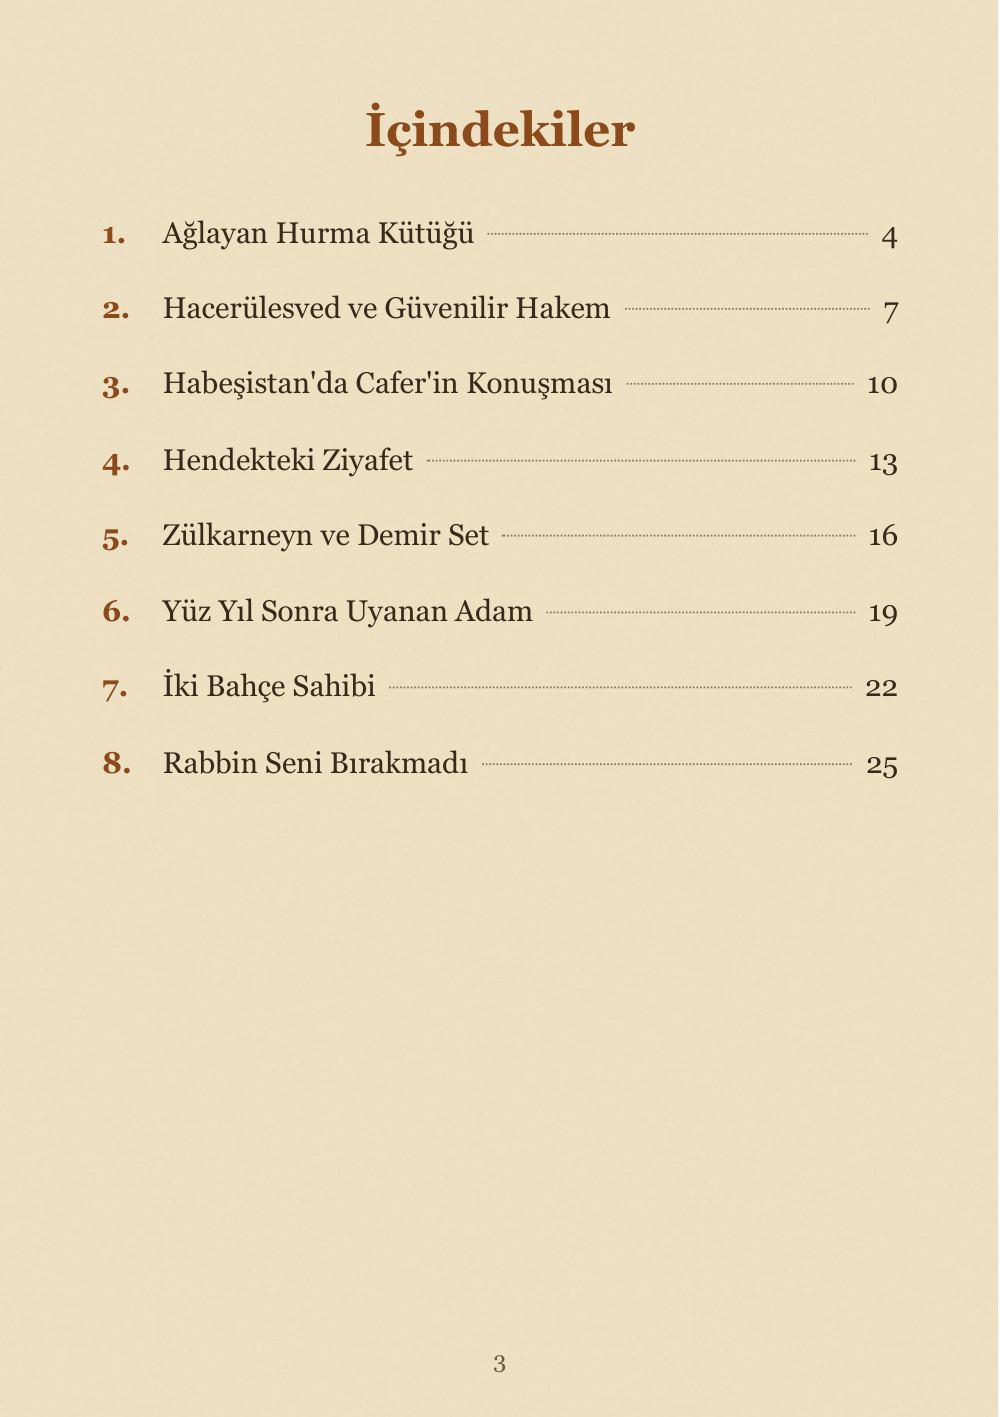 İçindekiler
1. Ağlayan Hurma Kütüğü 4
2. Hacerülesved ve Güvenilir Hakem 7
3. Habeşistan'da Cafer'in Konuşması 10
4. Hendekteki Ziyafet 13
5. Zülkarneyn ve Demir Set 16
6. Yüz Yıl Sonra Uyanan Adam 19
7. İki Bahçe Sahibi 22
8. Rabbin Seni Bırakmadı 25
3